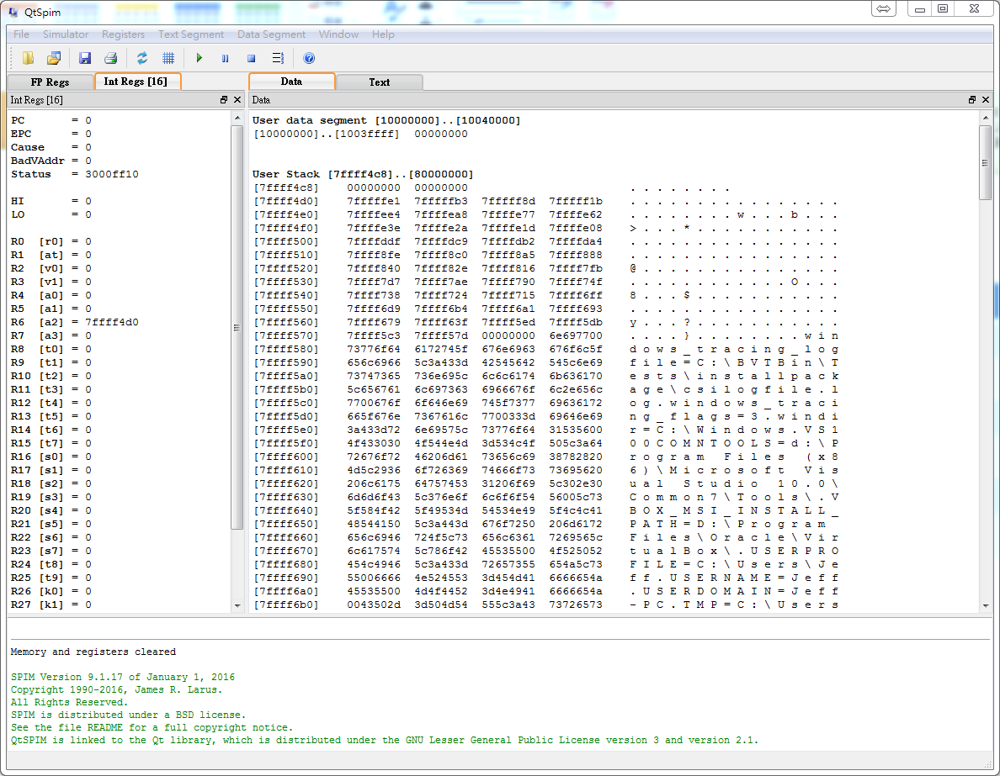 QtSpim
File Simulator Registers Text Segment Data Segment Window Help
FP Regs Int Regs [16] Data Text
Int Regs [16]
PC = 0
EPC = 0
Cause = 0
BadVAddr = 0
Status = 3000ff10
HI = 0
LO = 0
R0 [r0] = 0
R1 [at] = 0
R2 [v0] = 0
R3 [v1] = 0
R4 [a0] = 0
R5 [a1] = 0
R6 [a2] = 7ffff4d0
R7 [a3] = 0
R8 [t0] = 0
R9 [t1] = 0
R10 [t2] = 0
R11 [t3] = 0
R12 [t4] = 0
R13 [t5] = 0
R14 [t6] = 0
R15 [t7] = 0
R16 [s0] = 0
R17 [s1] = 0
R18 [s2] = 0
R19 [s3] = 0
R20 [s4] = 0
R21 [s5] = 0
R22 [s6] = 0
R23 [s7] = 0
R24 [t8] = 0
R25 [t9] = 0
R26 [k0] = 0
R27 [k1] = 0
Data
User data segment [10000000]..[10040000]
[10000000]..[1003ffff] 00000000
User Stack [7ffff4c8]..[80000000]
[7ffff4c8] 00000000 00000000 . . . . . . . .
[7ffff4d0] 7fffffe1 7fffffb3 7fffff8d 7fffff1b . . . . . . . . . . . . . . . .
[7ffff4e0] 7ffffee4 7ffffea8 7ffffe77 7ffffe62 . . . . . . . . w . . . b . . .
[7ffff4f0] 7ffffe3e 7ffffe2a 7ffffe1d 7ffffe08 > . . . * . . . . . . . . . . .
[7ffff500] 7ffffddf 7ffffdc9 7ffffdb2 7ffffda4 . . . . . . . . . . . . . . . .
[7ffff510] 7ffff8fe 7ffff8c0 7ffff8a5 7ffff888 . . . . . . . . . . . . . . . .
[7ffff520] 7ffff840 7ffff82e 7ffff816 7ffff7fb @ . . . . . . . . . . . . . . .
[7ffff530] 7ffff7d7 7ffff7ae 7ffff790 7ffff74f . . . . . . . . . . . . O . . .
[7ffff540] 7ffff738 7ffff724 7ffff715 7ffff6ff 8 . . . $ . . . . . . . . . . .
[7ffff550] 7ffff6d9 7ffff6b4 7ffff6a1 7ffff693 . . . . . . . . . . . . . . . .
[7ffff560] 7ffff679 7ffff63f 7ffff5ed 7ffff5db y . . . ? . . . . . . . . . . .
[7ffff570] 7ffff5c3 7ffff57d 00000000 6e697700 . . . . } . . . . . . . . w i n
[7ffff580] 73776f64 6172745f 676e6963 676f6c5f d o w s _ t r a c i n g _ l o g
[7ffff590] 656c6966 5c3a433d 42545642 545c6e69 f i l e = C : \ B V T B i n \ T
[7ffff5a0] 73747365 736e695c 6c6c6174 6b636170 e s t s \ i n s t a l l p a c k
[7ffff5b0] 5c656761 6c697363 6966676f 6c2e656c a g e \ c s i l o g f i l e . l
[7ffff5c0] 7700676f 6f646e69 745f7377 69636172 o g . w i n d o w s _ t r a c i
[7ffff5d0] 665f676e 7367616c 7700333d 69646e69 n g _ f l a g s = 3 . w i n d i
[7ffff5e0] 3a433d72 6e69575c 73776f64 31535600 r = C : \ W i n d o w s . V S 1
[7ffff5f0] 4f433030 4f544e4d 3d534c4f 505c3a64 0 0 C O M N T O O L S = d : \ P
[7ffff600] 72676f72 46206d61 73656c69 38782820 r o g r a m   F i l e s   ( x 8
[7ffff610] 4d5c2936 6f726369 74666f73 73695620 6 ) \ M i c r o s o f t   V i s
[7ffff620] 206c6175 64757453 31206f69 5c302e30 u a l   S t u d i o   1 0 . 0 \
[7ffff630] 6d6d6f43 5c376e6f 6c6f6f54 56005c73 C o m m o n 7 \ T o o l s \ . V
[7ffff640] 5f584f42 5f49534d 54534e49 5f4c4c41 B O X _ M S I _ I N S T A L L _
[7ffff650] 48544150 5c3a443d 676f7250 206d6172 P A T H = D : \ P r o g r a m
[7ffff660] 656c6946 724f5c73 656c6361 7269565c F i l e s \ O r a c l e \ V i r
[7ffff670] 6c617574 5c786f42 45535500 4f525052 t u a l B o x \ . U S E R P R O
[7ffff680] 454c4946 5c3a433d 72657355 654a5c73 F I L E = C : \ U s e r s \ J e
[7ffff690] 55006666 4e524553 3d454d41 6666654a f f . U S E R N A M E = J e f f
[7ffff6a0] 45535500 4d4f4452 3d4e4941 6666654a . U S E R D O M A I N = J e f f
[7ffff6b0] 0043502d 3d504d54 555c3a43 73726573 - P C . T M P = C : \ U s e r s
Memory and registers cleared
SPIM Version 9.1.17 of January 1, 2016
Copyright 1990-2016, James R. Larus.
All Rights Reserved.
SPIM is distributed under a BSD license.
See the file README for a full copyright notice.
QtSPIM is linked to the Qt library, which is distributed under the GNU Lesser General Public License version 3 and version 2.1.